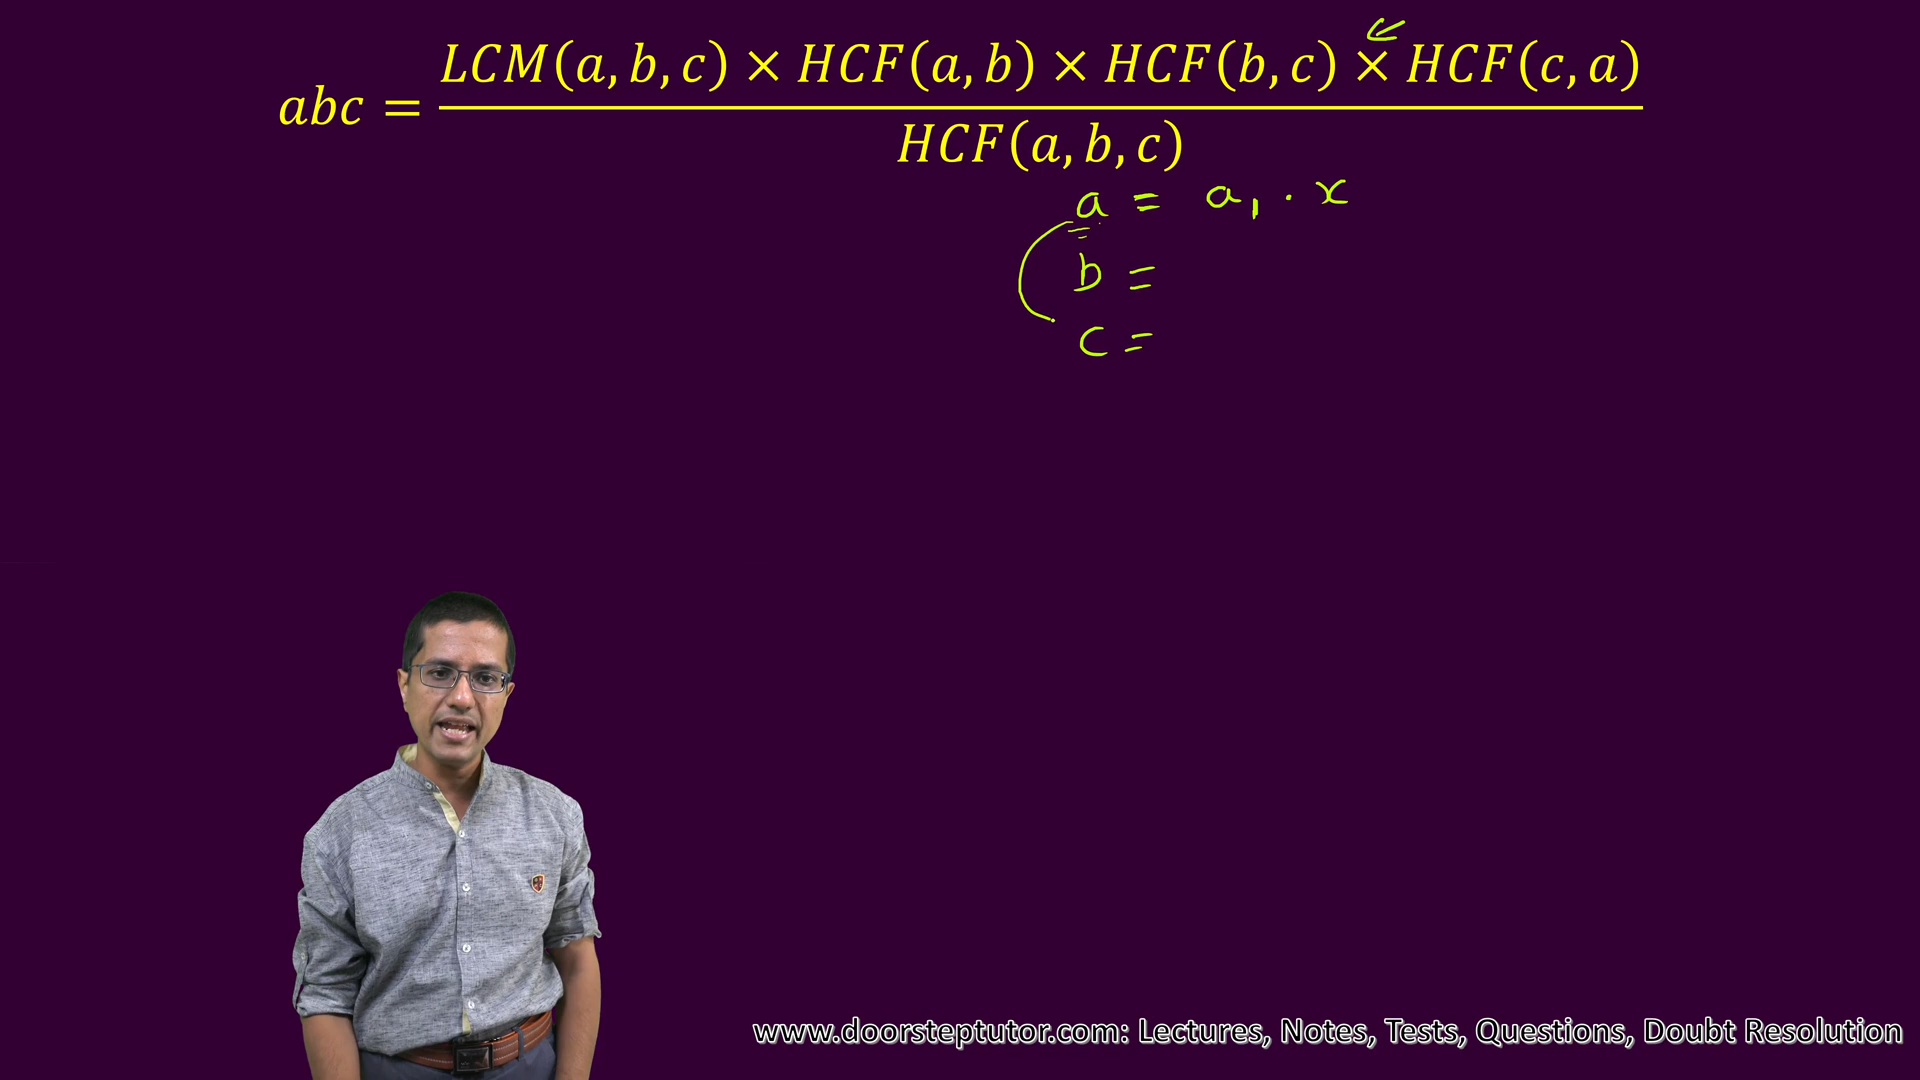 abc = LCM(a, b, c) × HCF(a, b) × HCF(b, c) × HCF(c, a)
HCF(a, b, c)
a = a₁ . x
b =
c =
www.doorsteptutor.com: Lectures, Notes, Tests, Questions, Doubt Resolution